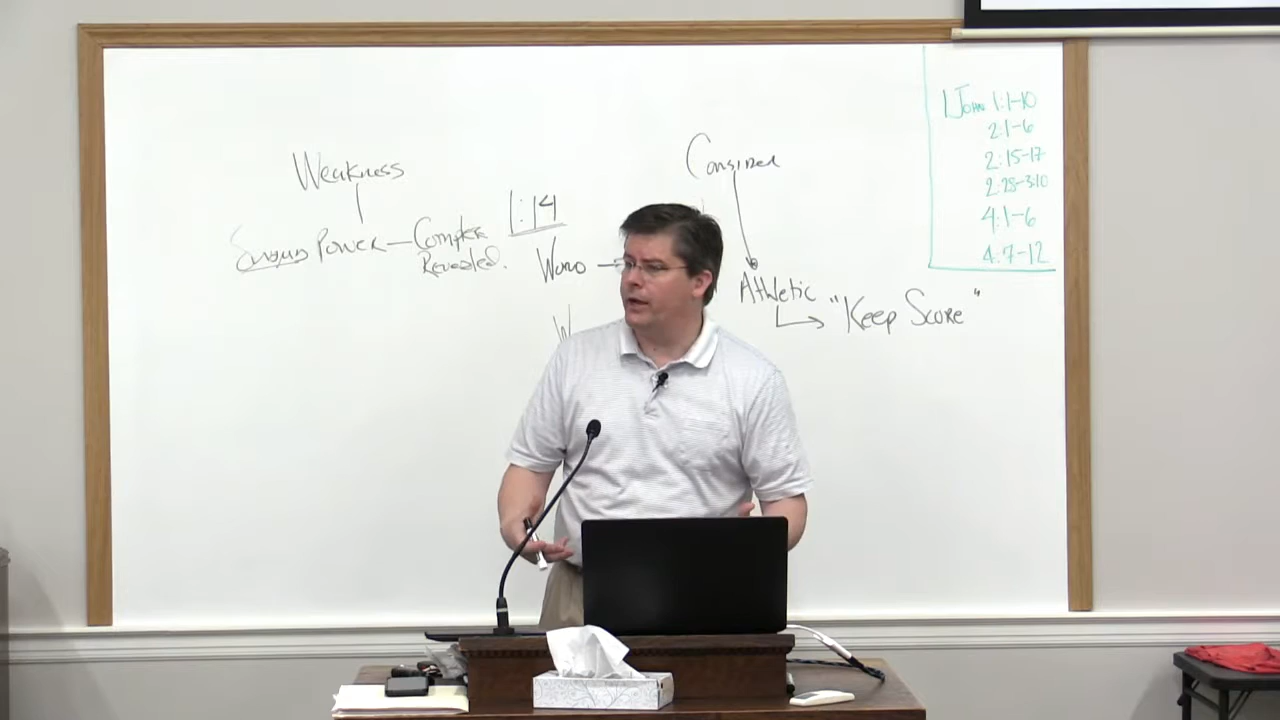 Weakness
Power — Complete
Revealed.
1:14
Word
W
Consider
Athletic
"Keep Score"
1 John 1:1-10
2:1-6
2:15-17
2:28-3:10
4:1-6
4:7-12